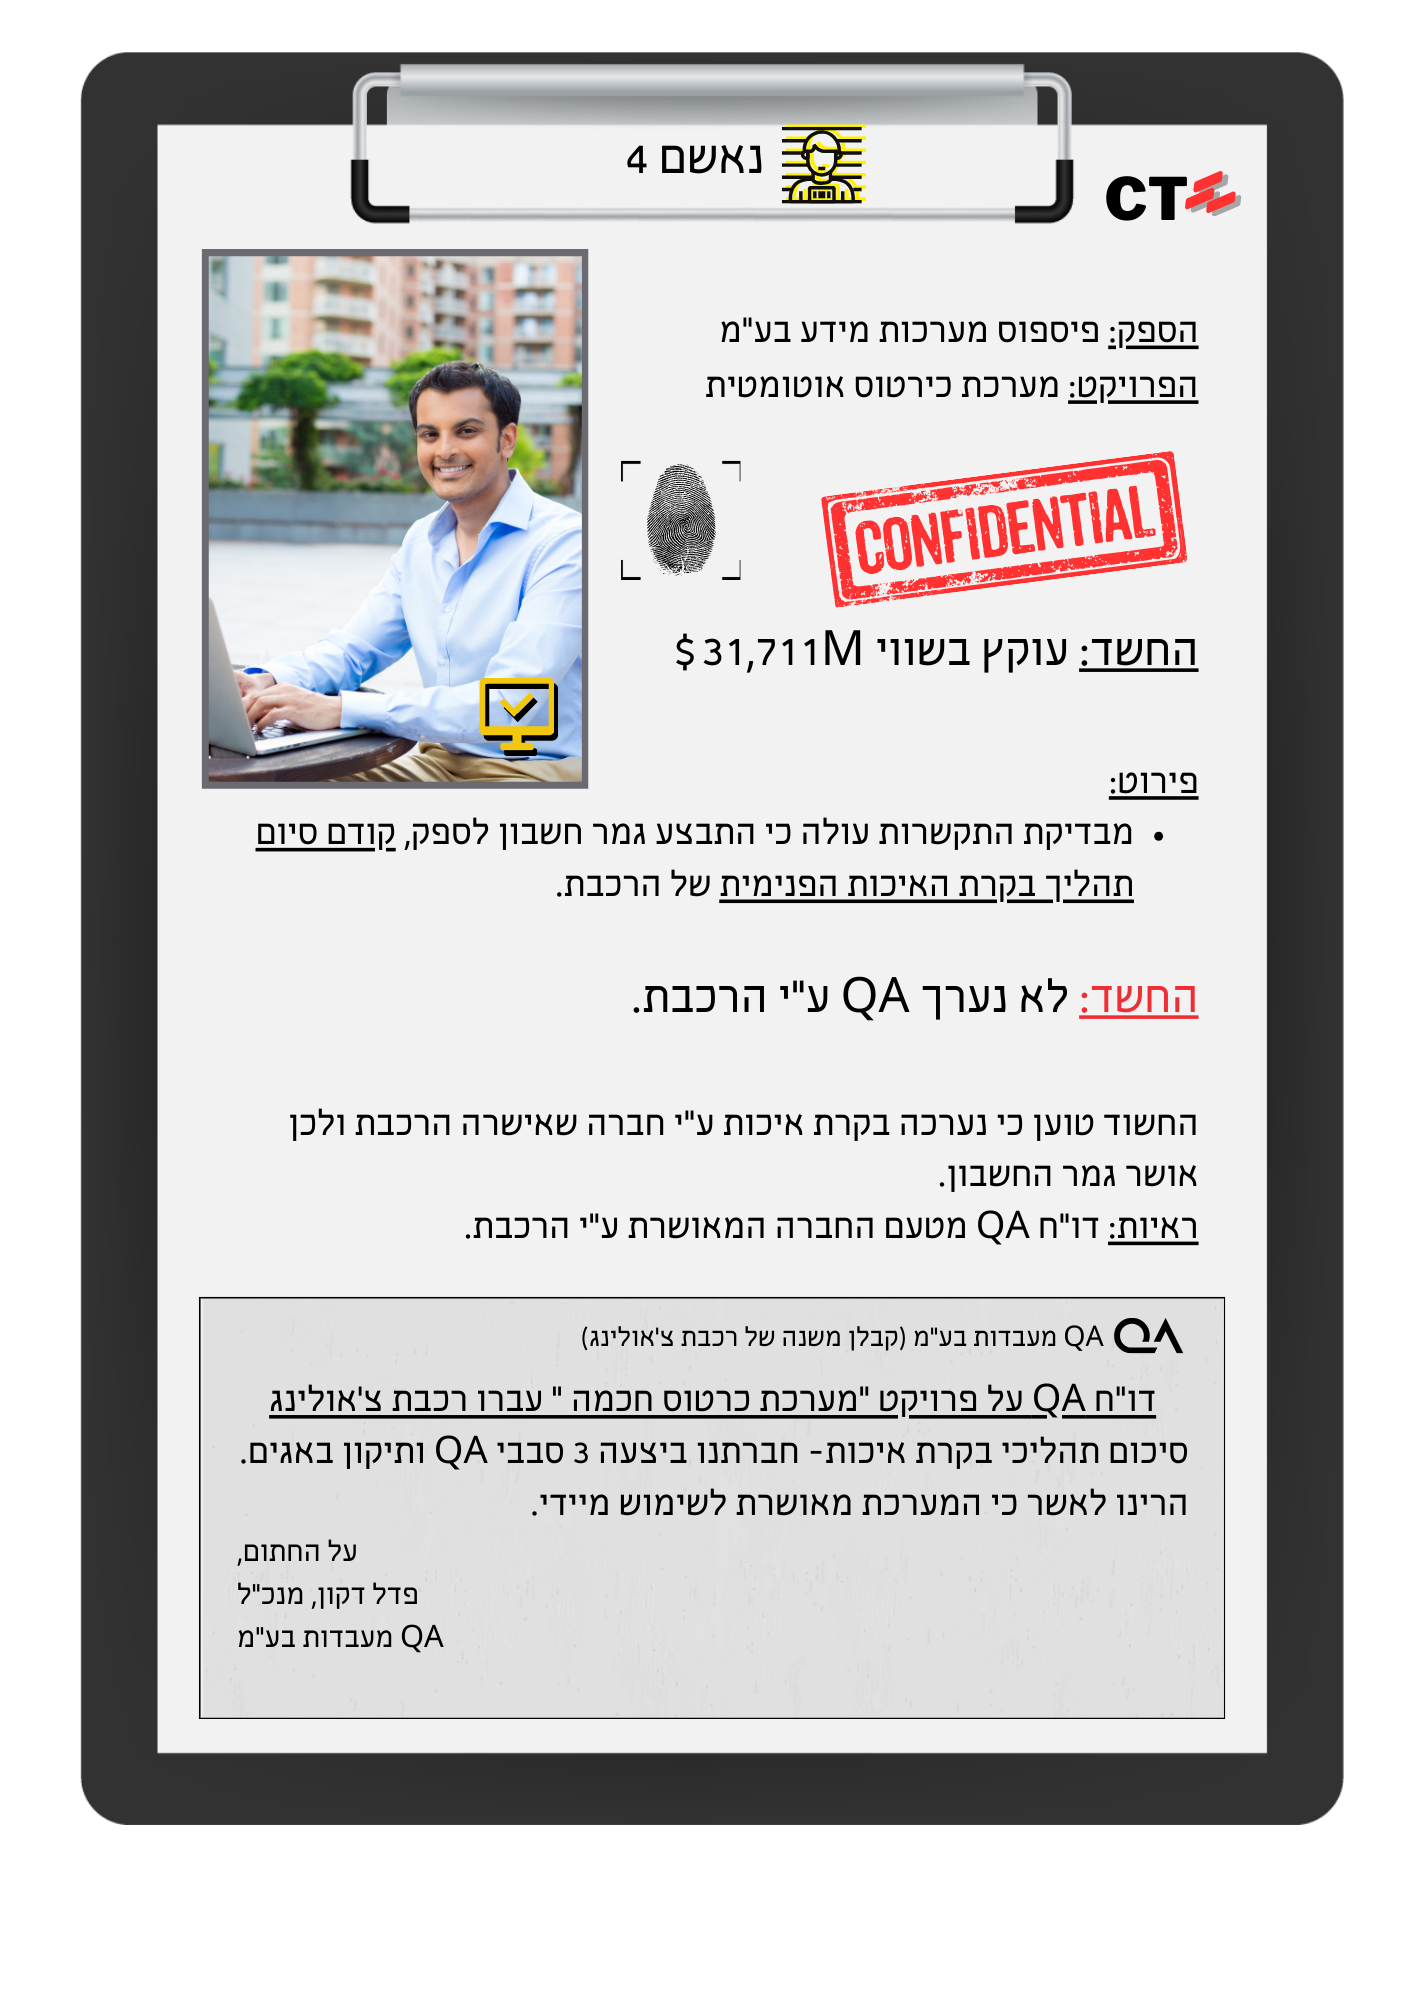 נאשם 4
CT
הספק: פיספוס מערכות מידע בע"מ
הפרויקט: מערכת כירטוס אוטומטית
CONFIDENTIAL
החשד: עוקץ בשווי 31,711M $
פירוט:
• מבדיקת התקשרות עולה כי התבצע גמר חשבון לספק, קודם סיום
תהליך בקרת האיכות הפנימית של הרכבת.
החשד: לא נערך QA ע"י הרכבת.
החשוד טוען כי נערכה בקרת איכות ע"י חברה שאישרה הרכבת ולכן
אושר גמר החשבון.
ראיות: דו"ח QA מטעם החברה המאושרת ע"י הרכבת.
QA QA מעבדות בע"מ (קבלן משנה של רכבת צ'אולינג)
דו"ח QA על פרויקט "מערכת כרטוס חכמה " עברו רכבת צ'אולינג
סיכום תהליכי בקרת איכות- חברתנו ביצעה 3 סבבי QA ותיקון באגים.
הרינו לאשר כי המערכת מאושרת לשימוש מיידי.
על החתום,
פדל דקון, מנכ"ל
QA מעבדות בע"מ